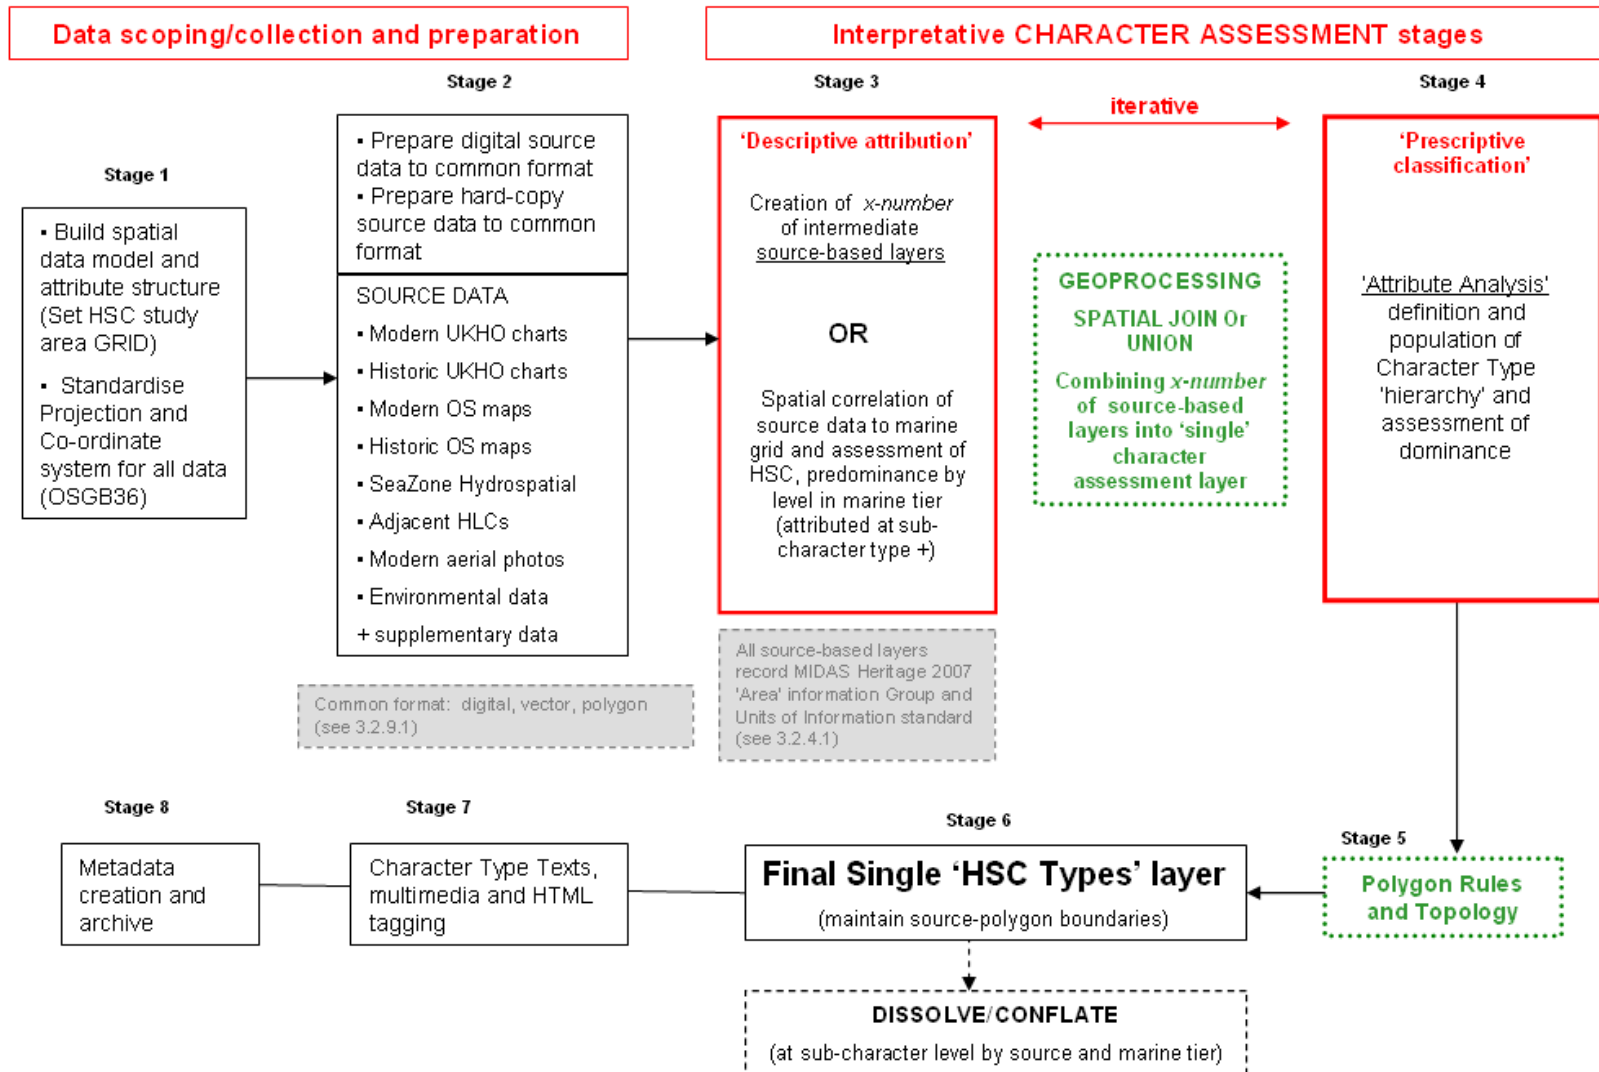 Data scoping/collection and preparation
Interpretative CHARACTER ASSESSMENT stages
Stage 1
▪ Build spatial
data model and
attribute structure
(Set HSC study
area GRID)
▪ Standardise
Projection and
Co-ordinate
system for all data
(OSGB36)
Stage 2
▪ Prepare digital source
data to common format
▪ Prepare hard-copy
source data to common
format
SOURCE DATA
▪ Modern UKHO charts
▪ Historic UKHO charts
▪ Modern OS maps
▪ Historic OS maps
▪ SeaZone Hydrospatial
▪ Adjacent HLCs
▪ Modern aerial photos
▪ Environmental data
+ supplementary data
Common format: digital, vector, polygon
(see 3.2.9.1)
Stage 3
‘Descriptive attribution’
Creation of x-number
of intermediate
source-based layers
OR
Spatial correlation of
source data to marine
grid and assessment of
HSC, predominance by
level in marine tier
(attributed at sub-
character type +)
All source-based layers
record MIDAS Heritage 2007
'Area' information Group and
Units of Information standard
(see 3.2.4.1)
iterative
GEOPROCESSING
SPATIAL JOIN Or
UNION
Combining x-number
of source-based
layers into ‘single’
character
assessment layer
Stage 4
‘Prescriptive
classification’
'Attribute Analysis'
definition and
population of
Character Type
'hierarchy' and
assessment of
dominance
Stage 5
Polygon Rules
and Topology
Stage 6
Final Single ‘HSC Types’ layer
(maintain source-polygon boundaries)
DISSOLVE/CONFLATE
(at sub-character level by source and marine tier)
Stage 7
Character Type Texts,
multimedia and HTML
tagging
Stage 8
Metadata
creation and
archive